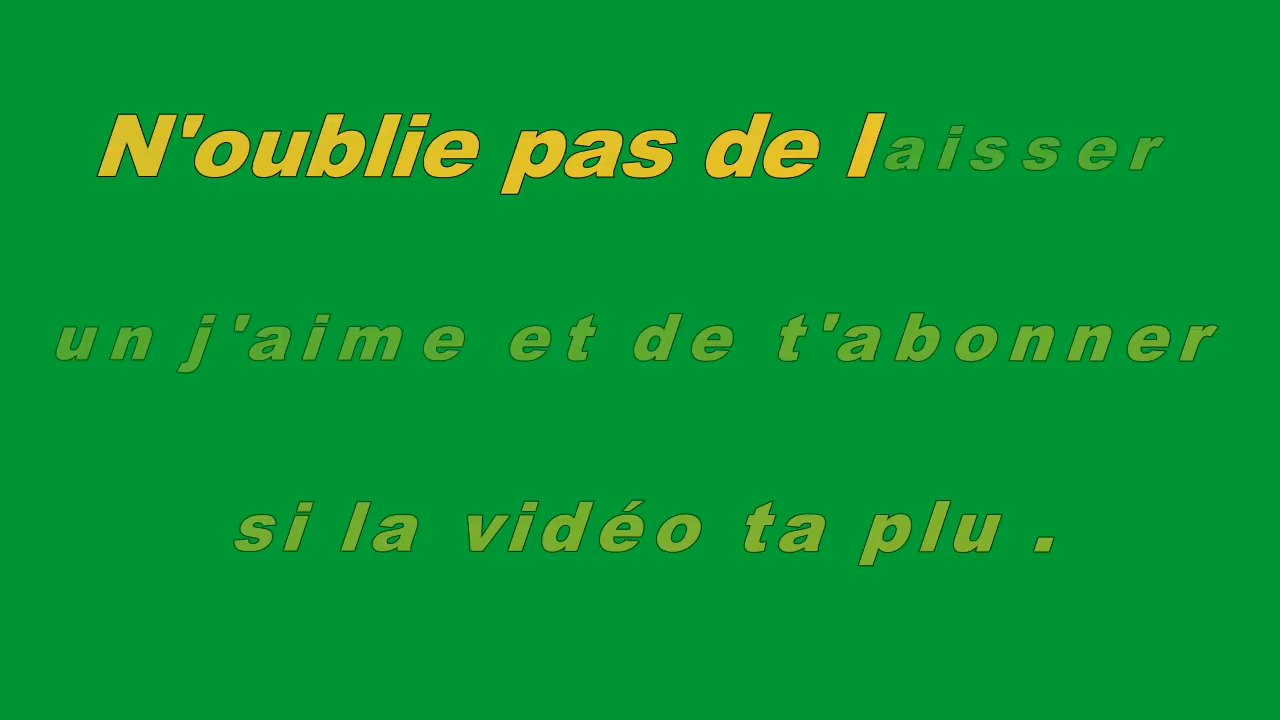 N'oublie pas de laisser
un j'aime et de t'abonner
si la vidéo ta plu .